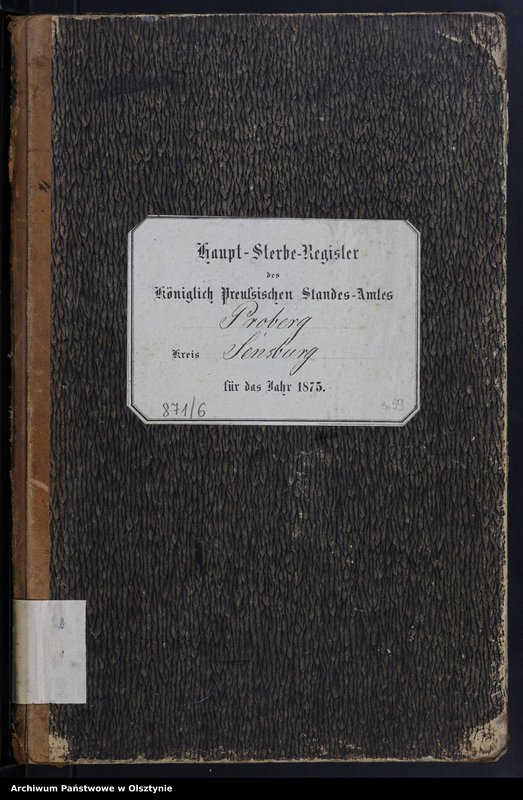 Haupt-Sterbe-Register
des
Königlich Preußischen Standes-Amtes
Proberg
Kreis Sensburg
für das Jahr 1875.
871/6
s. 59
Archiwum Państwowe w Olsztynie